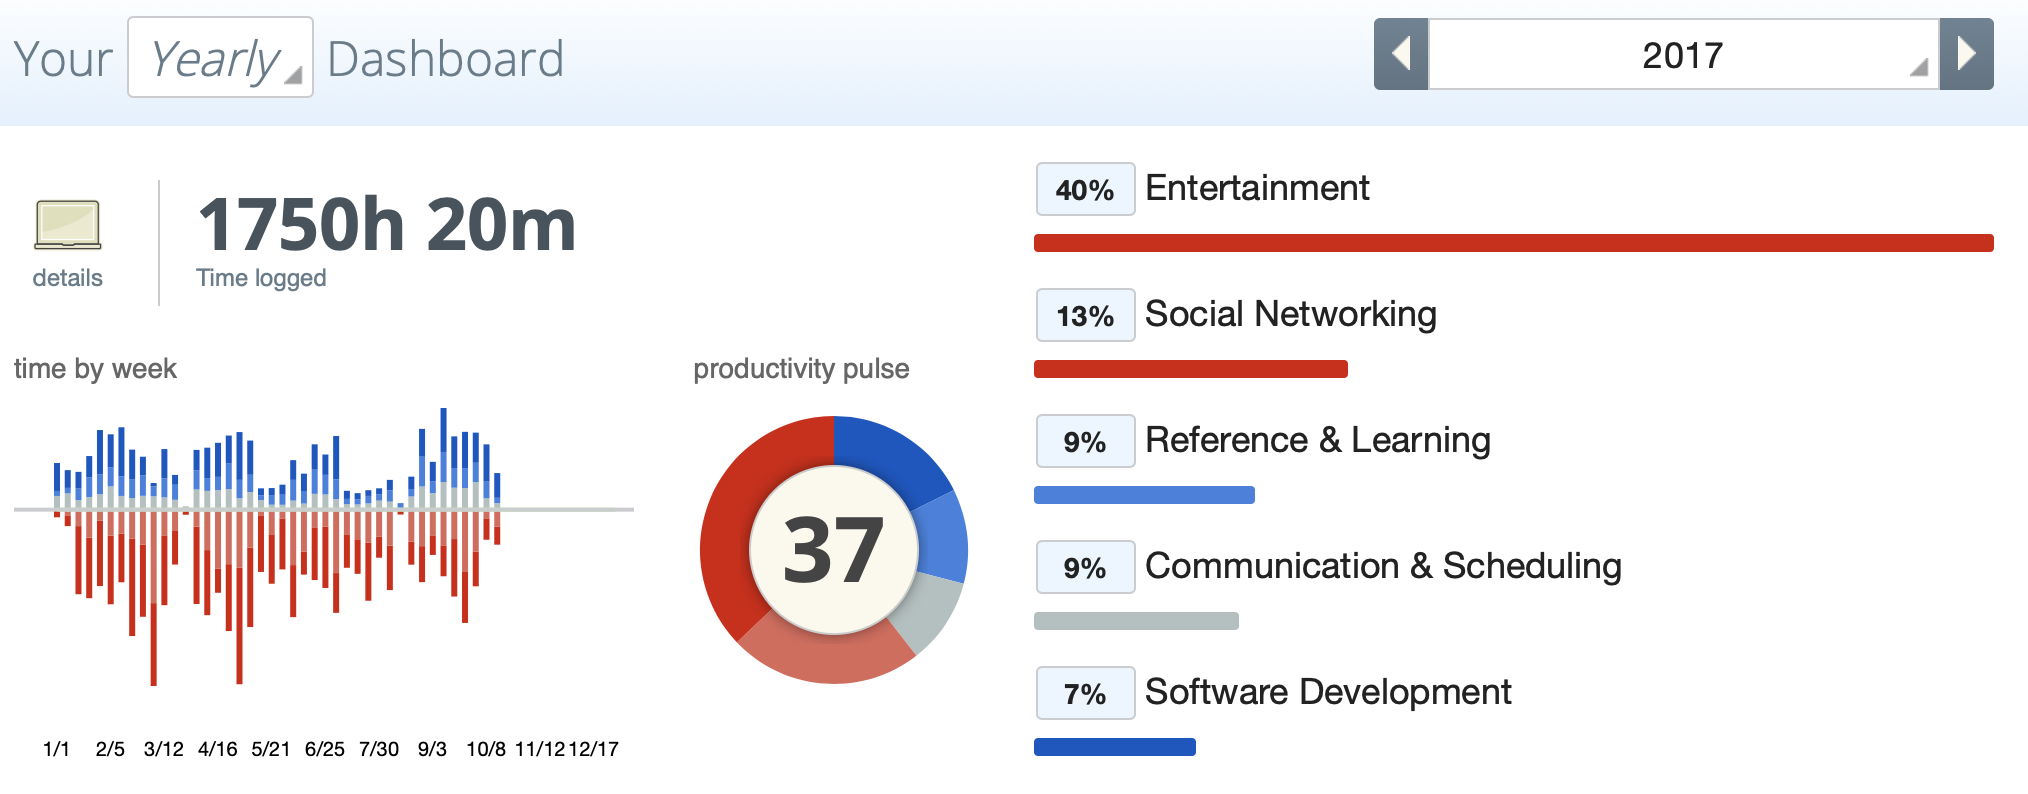 Your Yearly Dashboard
2017
details
1750h 20m
Time logged
time by week
1/1 2/5 3/12 4/16 5/21 6/25 7/30 9/3 10/8 11/12 12/17
productivity pulse
37
40% Entertainment
13% Social Networking
9% Reference & Learning
9% Communication & Scheduling
7% Software Development